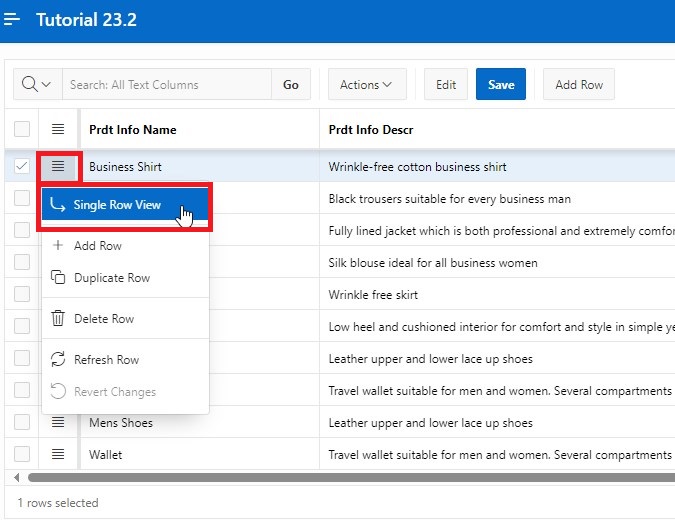 Tutorial 23.2
Search: All Text Columns Go Actions Edit Save Add Row
Prdt Info Name Prdt Info Descr
Business Shirt Wrinkle-free cotton business shirt
Single Row View Black trousers suitable for every business man
Fully lined jacket which is both professional and extremely comfor
Add Row
Silk blouse ideal for all business women
Duplicate Row
Wrinkle free skirt
Delete Row Low heel and cushioned interior for comfort and style in simple ye
Refresh Row Leather upper and lower lace up shoes
Revert Changes Travel wallet suitable for men and women. Several compartments
Mens Shoes Leather upper and lower lace up shoes
Wallet Travel wallet suitable for men and women. Several compartments
1 rows selected